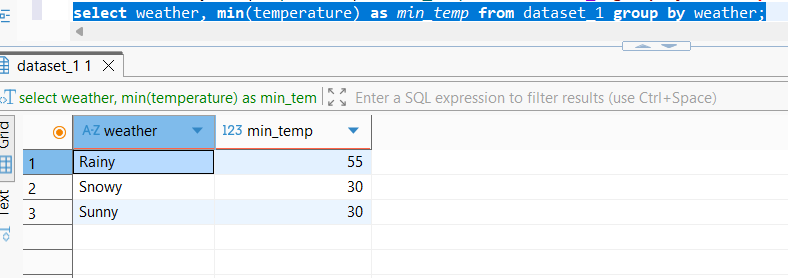 select weather, min(temperature) as min_temp from dataset_1 group by weather;
dataset_1 1
select weather, min(temperature) as min_tem
Enter a SQL expression to filter results (use Ctrl+Space)
Grid
Text
A-Z weather
123 min_temp
1 Rainy 55
2 Snowy 30
3 Sunny 30